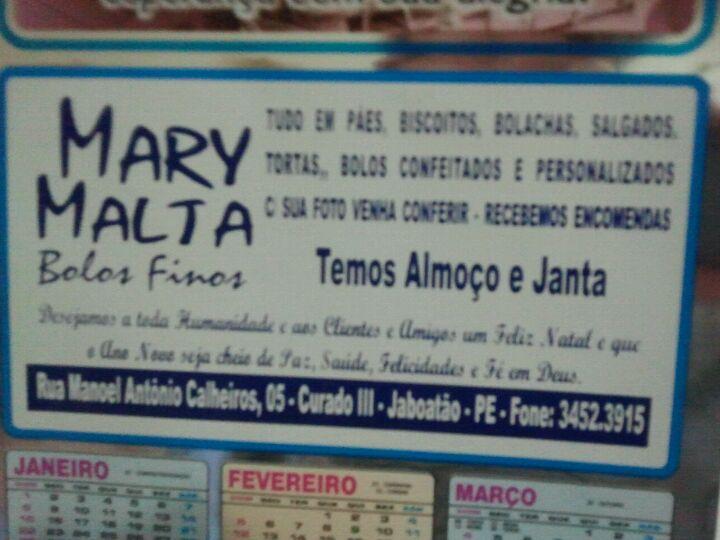 MARY
MALTA
Bolos Finos
TUDO EM PÃES, BISCOITOS, BOLACHAS, SALGADOS,
TORTAS,, BOLOS CONFEITADOS E PERSONALIZADOS
C/ SUA FOTO VENHA CONFERIR - RECEBEMOS ENCOMENDAS
Temos Almoço e Janta
Desejamos a toda Humanidade e aos Clientes e Amigos um Feliz Natal e que
o Ano Novo seja cheio de Paz, Saúde, Felicidades e Fé em Deus.
Rua Manoel Antônio Calheiros, 05 - Curado III - Jaboatão - PE - Fone: 3452.3915
JANEIRO
FEVEREIRO
MARÇO